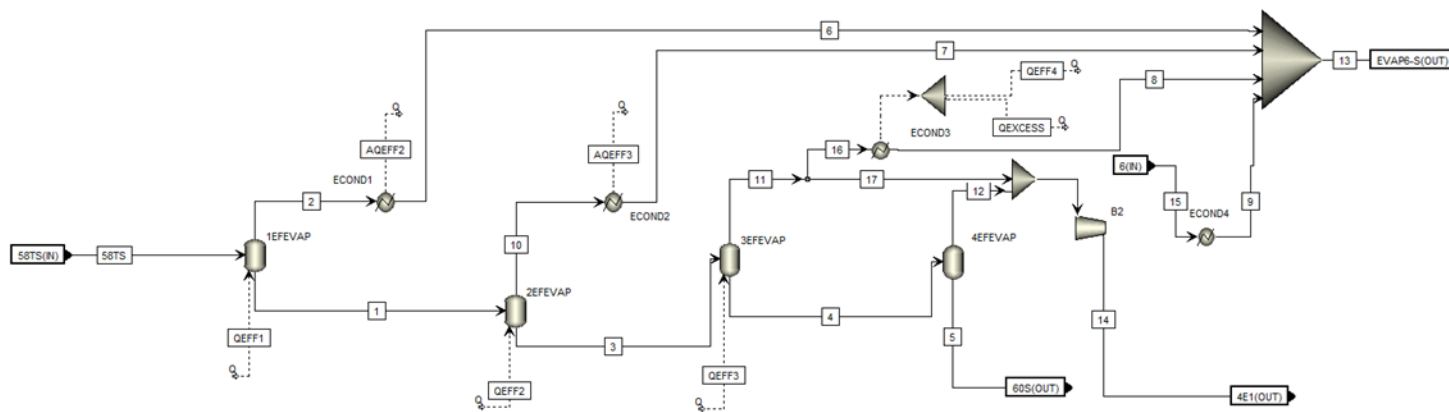 6
7
13
EVAP6-S(OUT)
Q
QEFF4
Q
8
Q
Q
ECOND3
QEXCESS
Q
AQEFF2
AQEFF3
16
6(IN)
ECOND1
11
17
12
15
9
2
ECOND2
ECOND4
B2
1EFEVAP
10
3EFEVAP
4EFEVAP
58TS(IN)
58TS
2EFEVAP
1
4
14
QEFF1
3
5
Q
QEFF2
QEFF3
60S(OUT)
4E1(OUT)
Q
Q